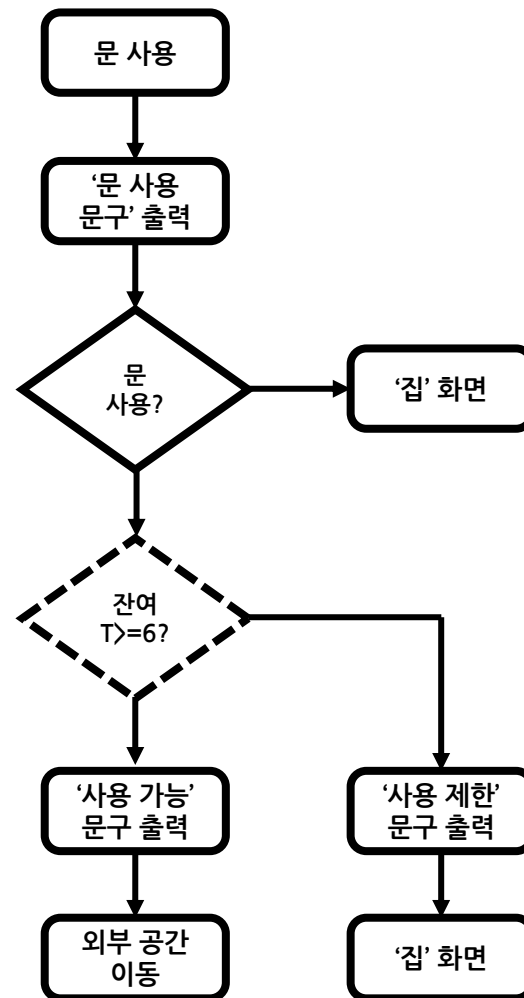 문 사용
‘문 사용
문구’ 출력
문
사용?
‘집’ 화면
잔여
T>=6?
‘사용 가능’
문구 출력
‘사용 제한’
문구 출력
외부 공간
이동
‘집’ 화면